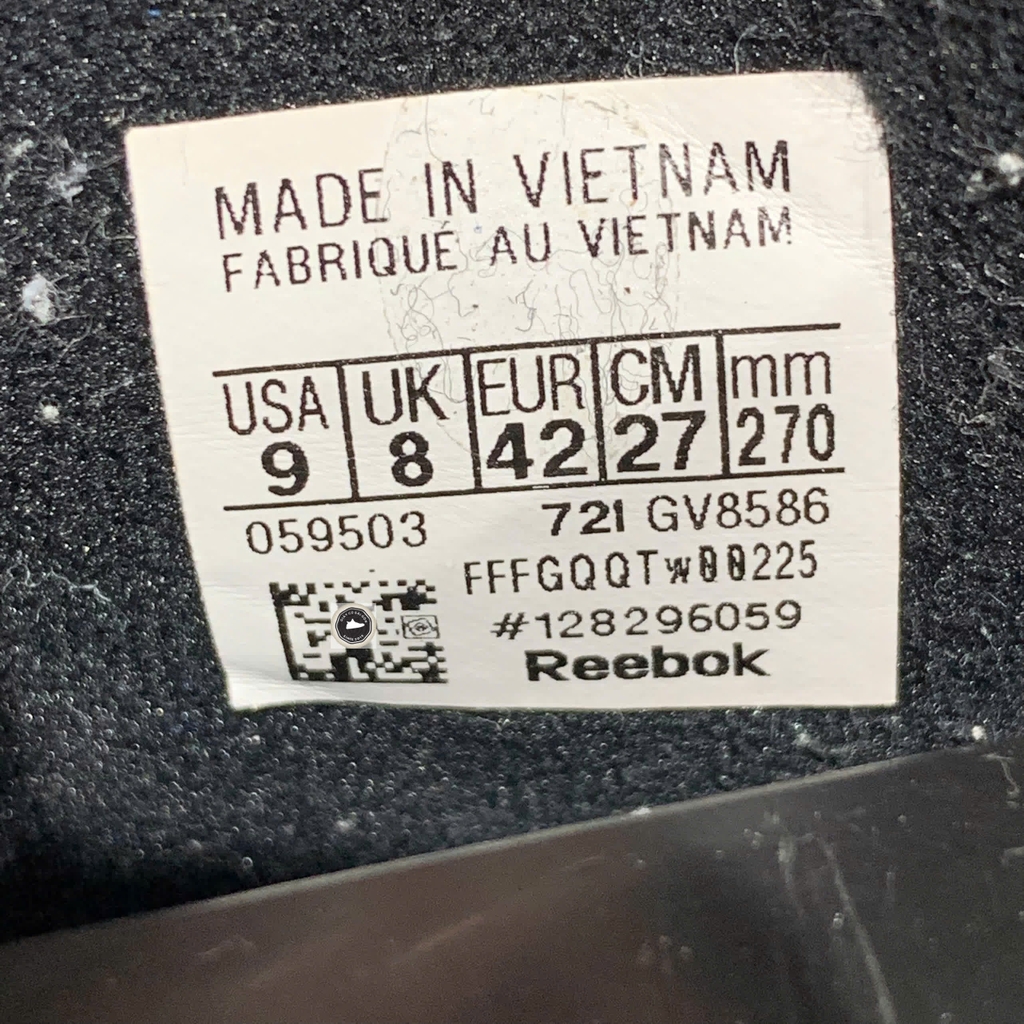 MADE IN VIETNAM
FABRIQUÉ AU VIETNAM
USA UK EUR CM mm
9 8 42 27 270
059503 721 GV8586
FFFGQQTW00225
#128296059
Reebok